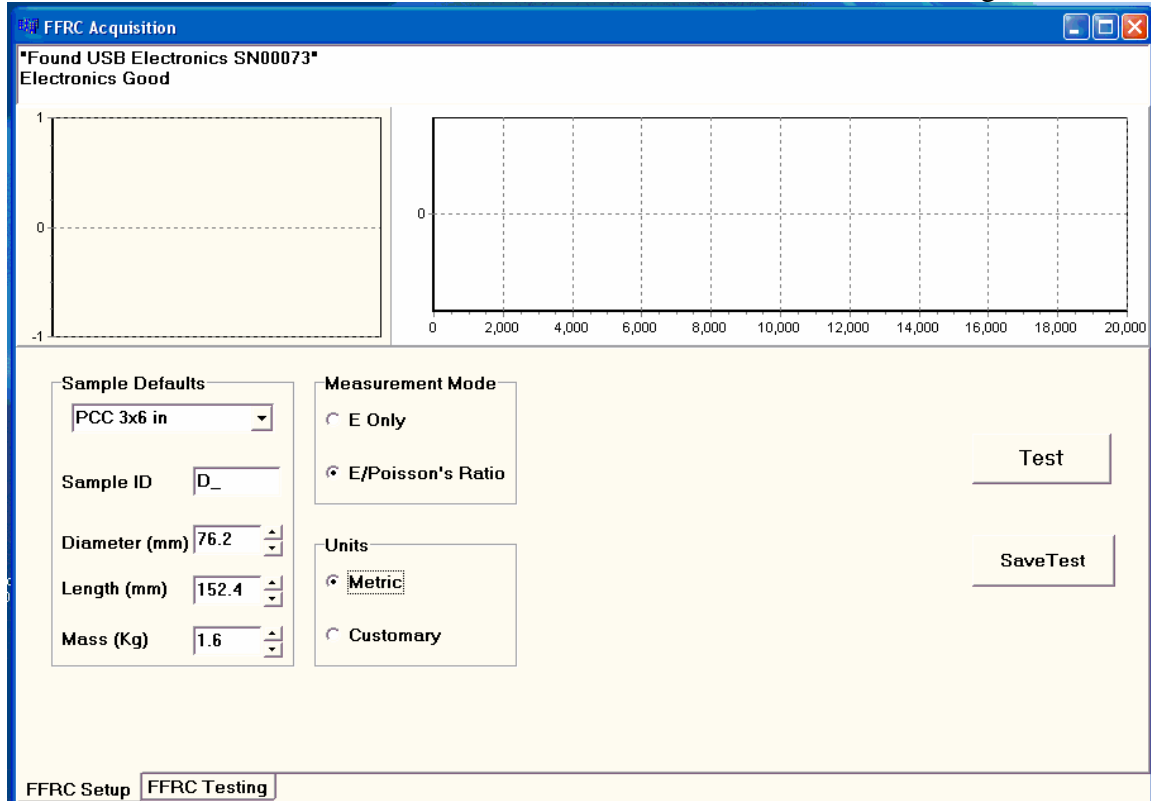 FFRC Acquisition
"Found USB Electronics SN00073"
Electronics Good
1
0
-1
0
0 2,000 4,000 6,000 8,000 10,000 12,000 14,000 16,000 18,000 20,000
Sample Defaults
PCC 3x6 in
Sample ID D_
Diameter (mm) 76.2
Length (mm) 152.4
Mass (Kg) 1.6
Measurement Mode
E Only
E/Poisson's Ratio
Units
Metric
Customary
Test
SaveTest
FFRC Setup FFRC Testing